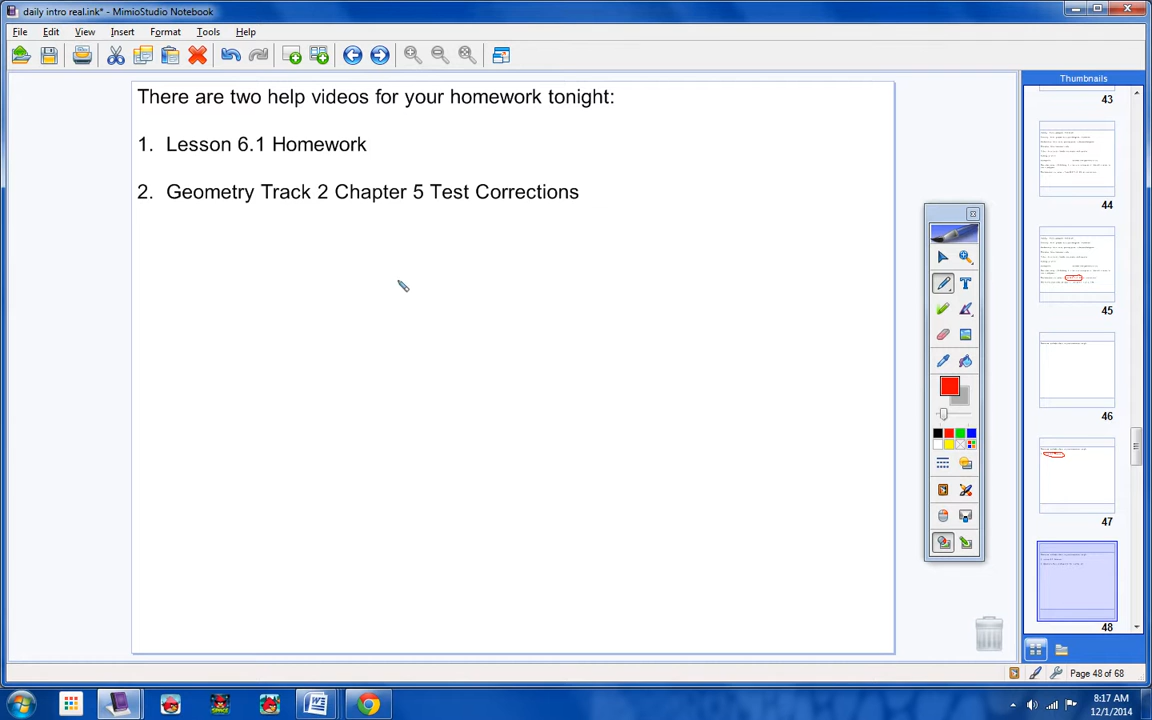 daily intro real.ink* - MimioStudio Notebook
File Edit View Insert Format Tools Help
Thumbnails
There are two help videos for your homework tonight:
1. Lesson 6.1 Homework
2. Geometry Track 2 Chapter 5 Test Corrections
43
44
45
46
47
48
Page 48 of 68
8:17 AM
12/1/2014